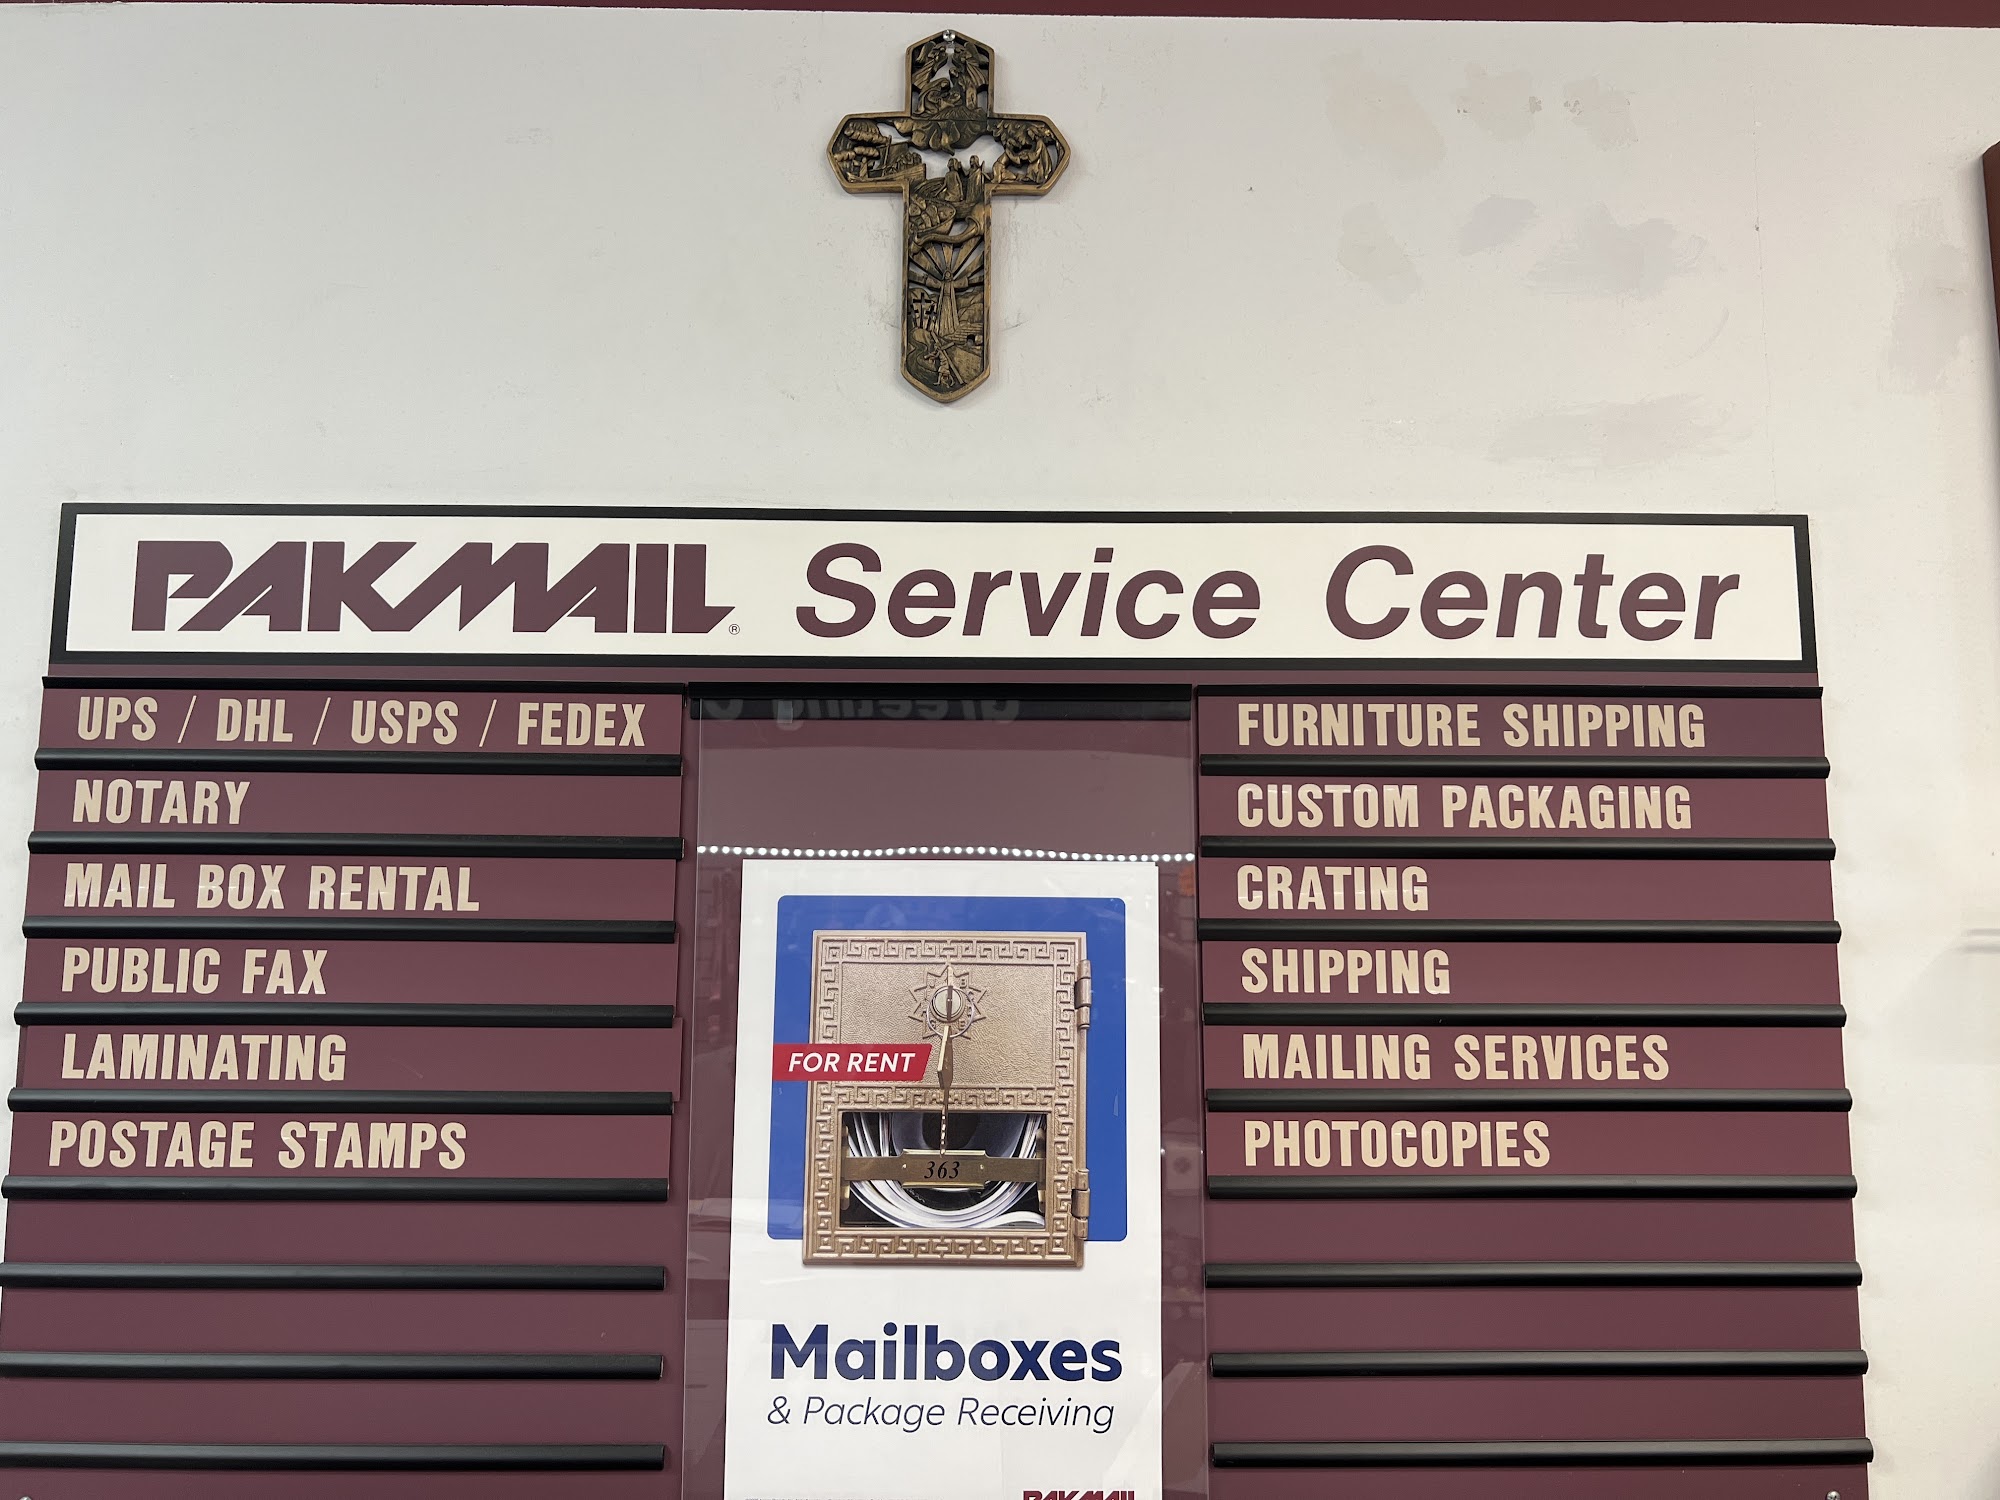 PAKMAIL® Service Center
UPS / DHL / USPS / FEDEX
NOTARY
MAIL BOX RENTAL
PUBLIC FAX
LAMINATING
POSTAGE STAMPS
FOR RENT
363
Mailboxes
& Package Receiving
PAKMAIL
FURNITURE SHIPPING
CUSTOM PACKAGING
CRATING
SHIPPING
MAILING SERVICES
PHOTOCOPIES